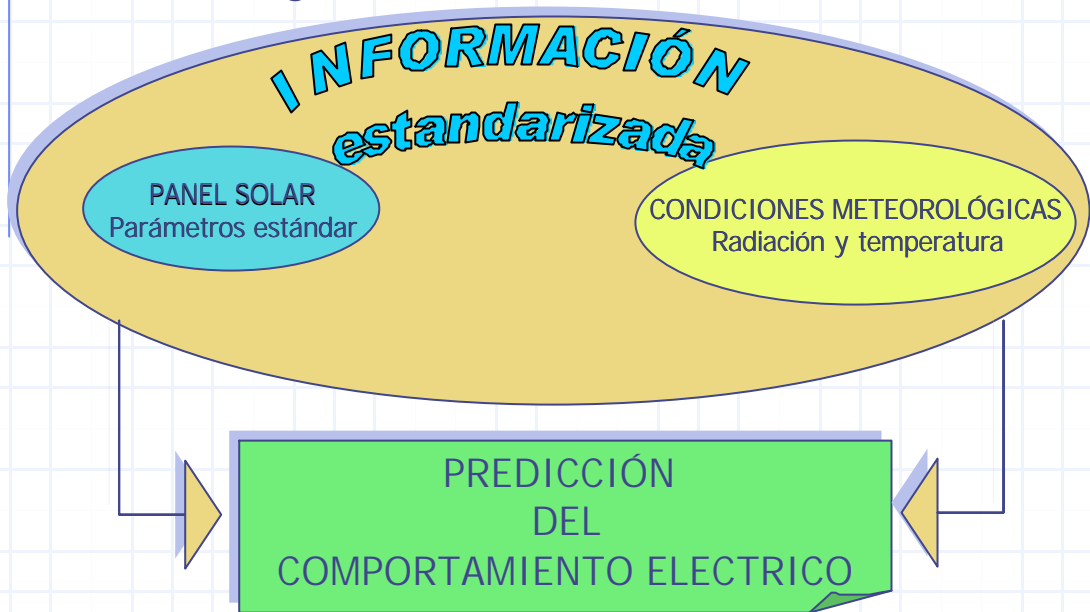 INFORMACIÓN
estandarizada
PANEL SOLAR
Parámetros estándar
CONDICIONES METEOROLÓGICAS
Radiación y temperatura
PREDICCIÓN
DEL
COMPORTAMIENTO ELECTRICO